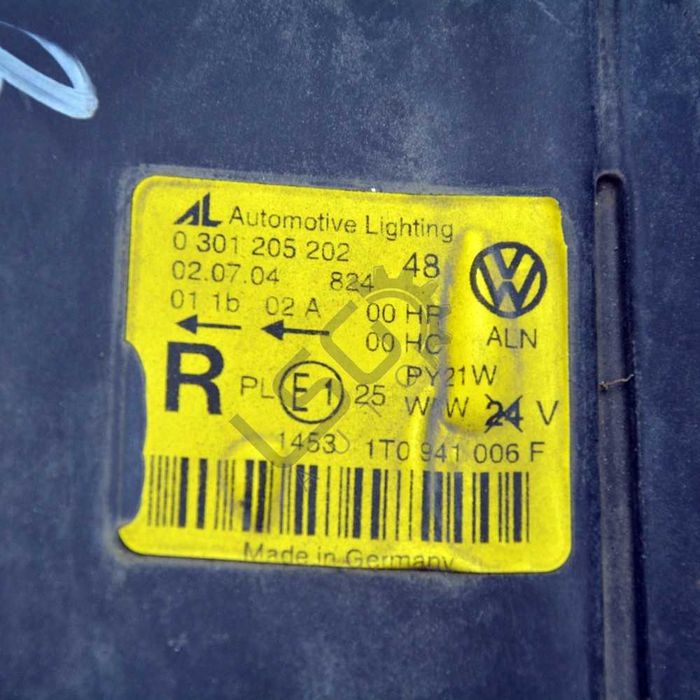 AL Automotive Lighting
0 301 205 202
48
02.07.04 824
01 1b 02 A 00 HR
00 HC ALN
R PL E1 25 PY21W
W W 24 V
1453 1T0 941 006 F
Made in Germany
LSG